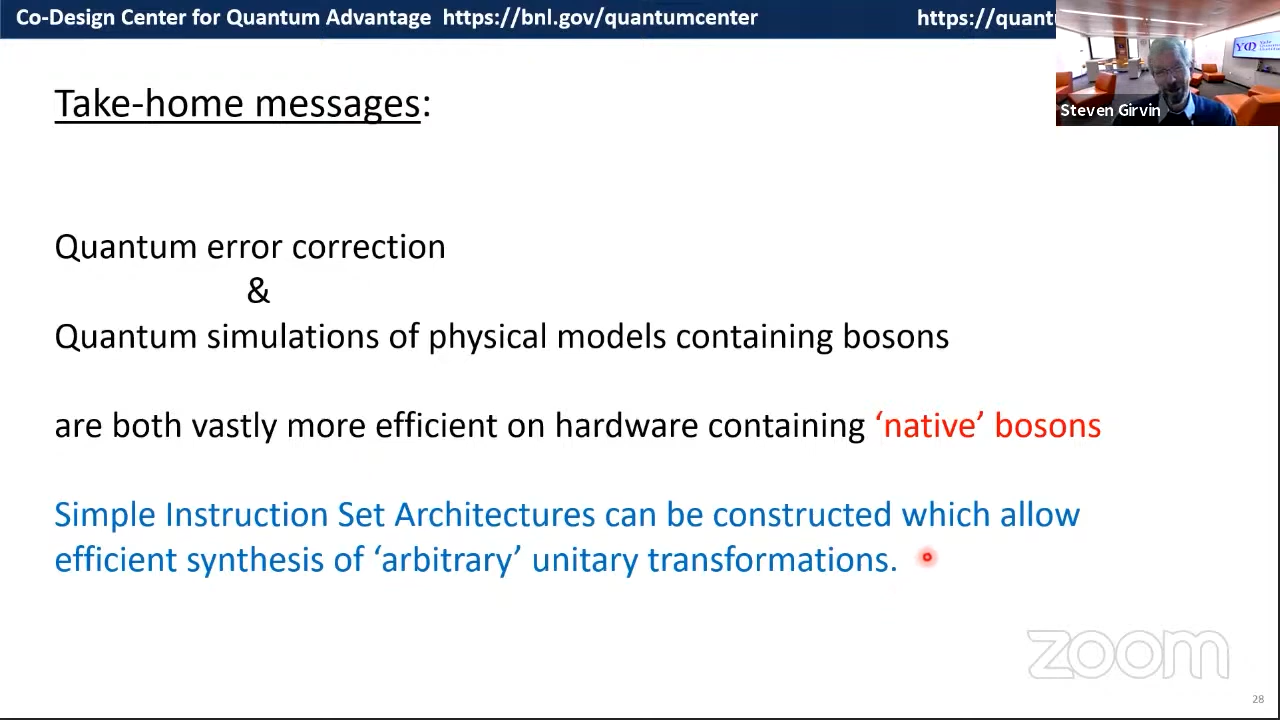 Co-Design Center for Quantum Advantage https://bnl.gov/quantumcenter https://quant
Steven Girvin
Take-home messages:
Quantum error correction
&
Quantum simulations of physical models containing bosons
are both vastly more efficient on hardware containing ‘native’ bosons
Simple Instruction Set Architectures can be constructed which allow
efficient synthesis of ‘arbitrary’ unitary transformations.
zoom
28